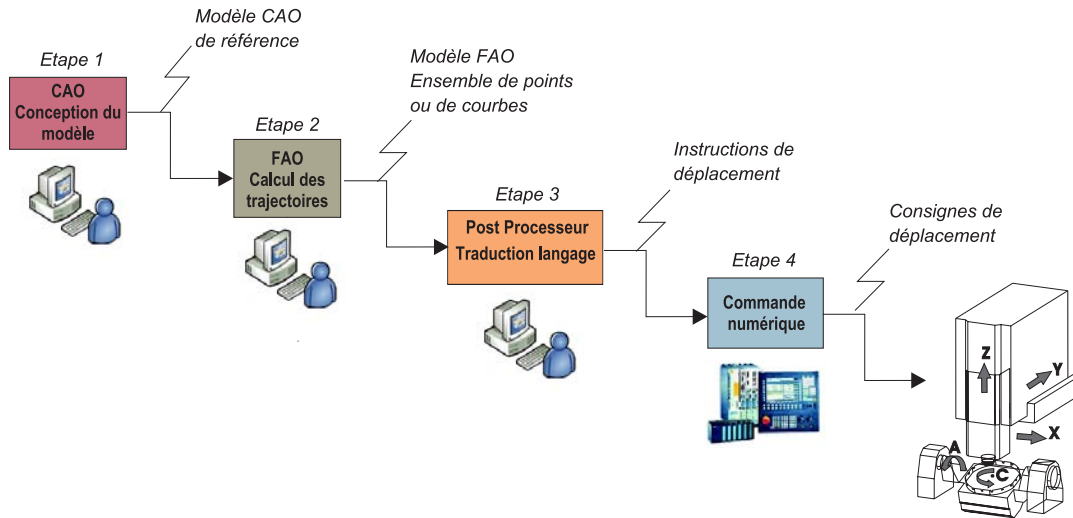 Modèle CAO
de référence
Etape 1
CAO
Conception du
modèle
Modèle FAO
Ensemble de points
ou de courbes
Etape 2
FAO
Calcul des
trajectoires
Instructions de
déplacement
Etape 3
Post Processeur
Traduction langage
Consignes de
déplacement
Etape 4
Commande
numérique
Z
Y
X
A
C